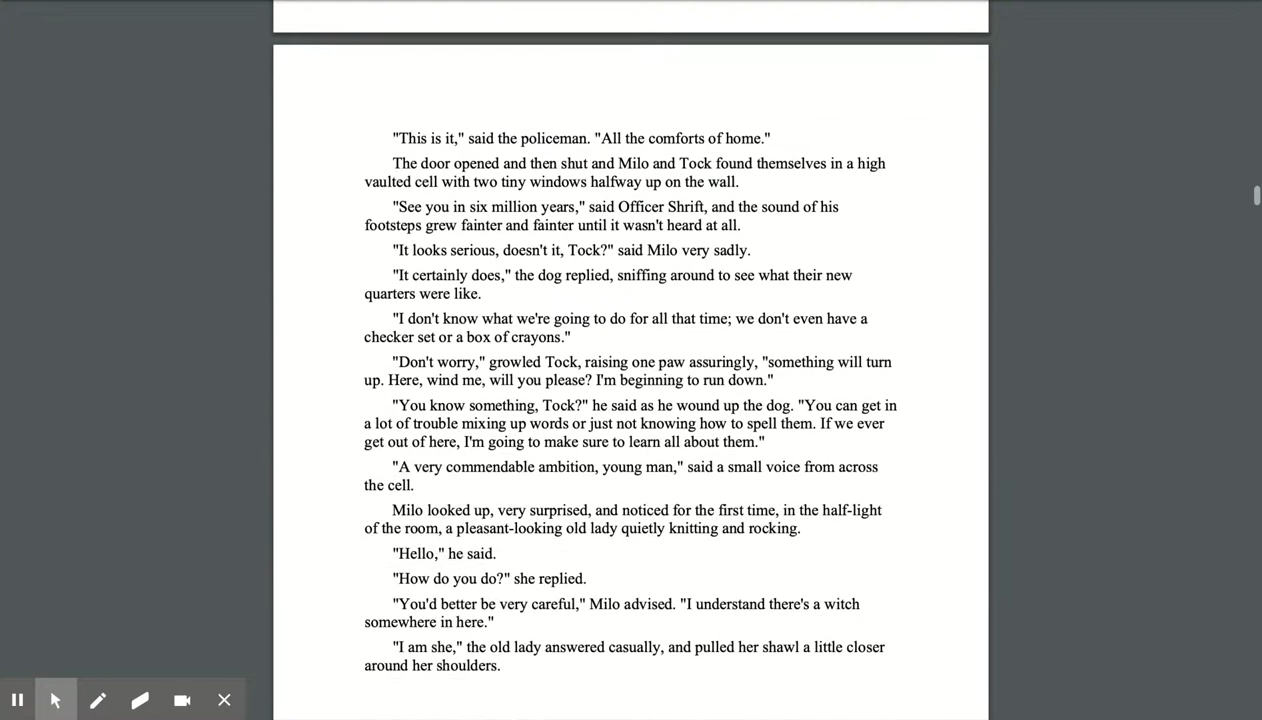 "This is it," said the policeman. "All the comforts of home."
The door opened and then shut and Milo and Tock found themselves in a high
vaulted cell with two tiny windows halfway up on the wall.
"See you in six million years," said Officer Shrift, and the sound of his
footsteps grew fainter and fainter until it wasn't heard at all.
"It looks serious, doesn't it, Tock?" said Milo very sadly.
"It certainly does," the dog replied, sniffing around to see what their new
quarters were like.
"I don't know what we're going to do for all that time; we don't even have a
checker set or a box of crayons."
"Don't worry," growled Tock, raising one paw assuringly, "something will turn
up. Here, wind me, will you please? I'm beginning to run down."
"You know something, Tock?" he said as he wound up the dog. "You can get in
a lot of trouble mixing up words or just not knowing how to spell them. If we ever
get out of here, I'm going to make sure to learn all about them."
"A very commendable ambition, young man," said a small voice from across
the cell.
Milo looked up, very surprised, and noticed for the first time, in the half-light
of the room, a pleasant-looking old lady quietly knitting and rocking.
"Hello," he said.
"How do you do?" she replied.
"You'd better be very careful," Milo advised. "I understand there's a witch
somewhere in here."
"I am she," the old lady answered casually, and pulled her shawl a little closer
around her shoulders.